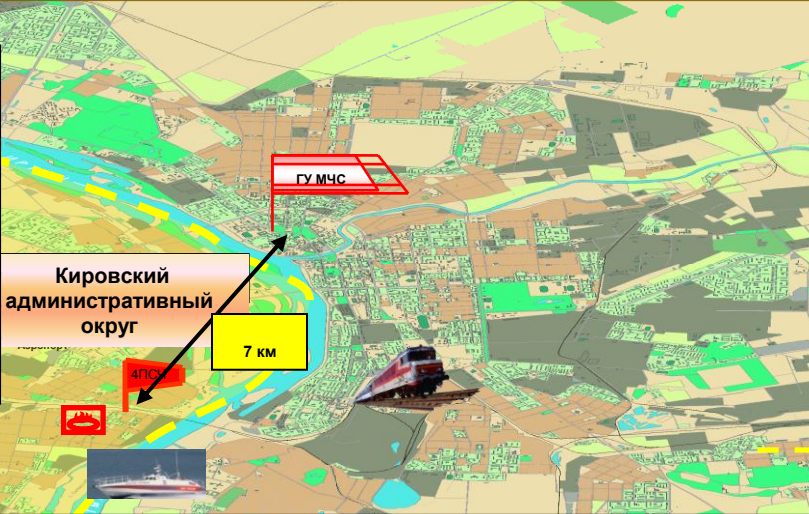 ГУ МЧС
Кировский
административный
округ
7 км
4ПСЧ